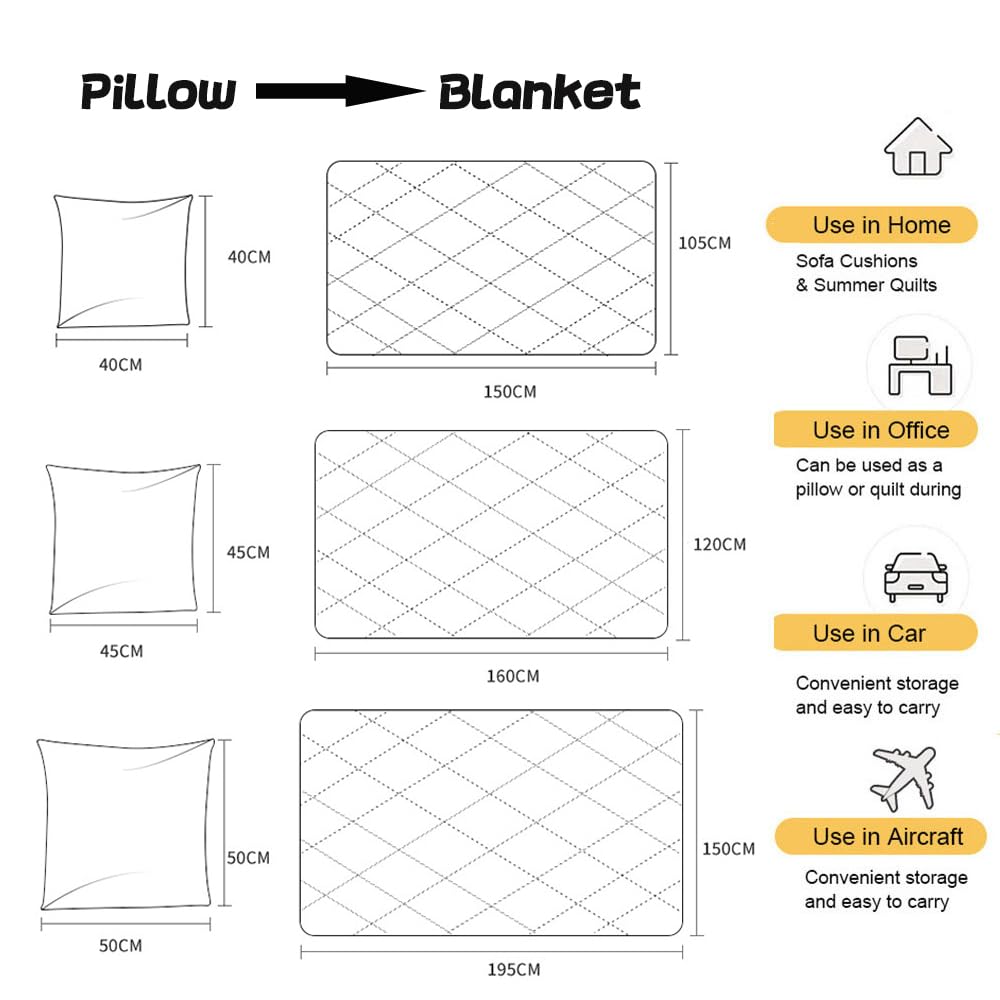 Pillow Blanket
40CM
40CM
105CM
150CM
45CM
45CM
120CM
160CM
50CM
50CM
150CM
195CM
Use in Home
Sofa Cushions
& Summer Quilts
Use in Office
Can be used as a
pillow or quilt during
Use in Car
Convenient storage
and easy to carry
Use in Aircraft
Convenient storage
and easy to carry